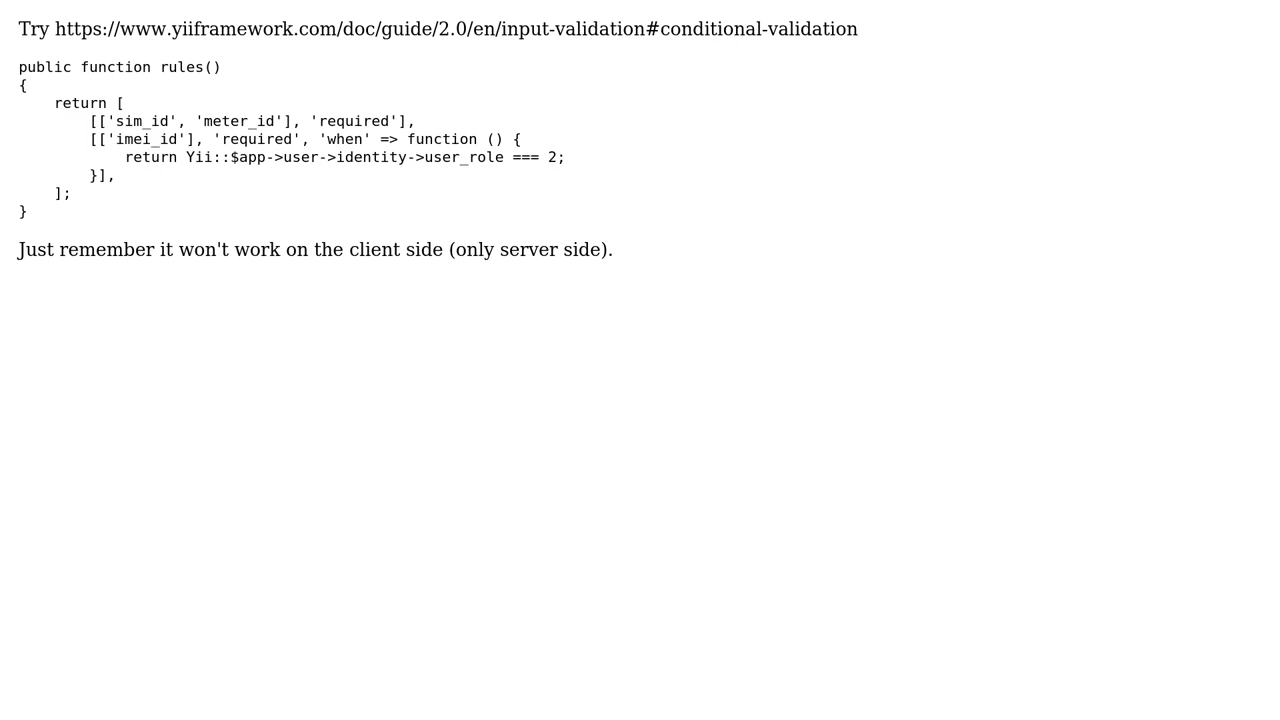 Try https://www.yiiframework.com/doc/guide/2.0/en/input-validation#conditional-validation
public function rules()
{
    return [
        [['sim_id', 'meter_id'], 'required'],
        [['imei_id'], 'required', 'when' => function () {
            return Yii::$app->user->identity->user_role === 2;
        }],
    ];
}
Just remember it won't work on the client side (only server side).